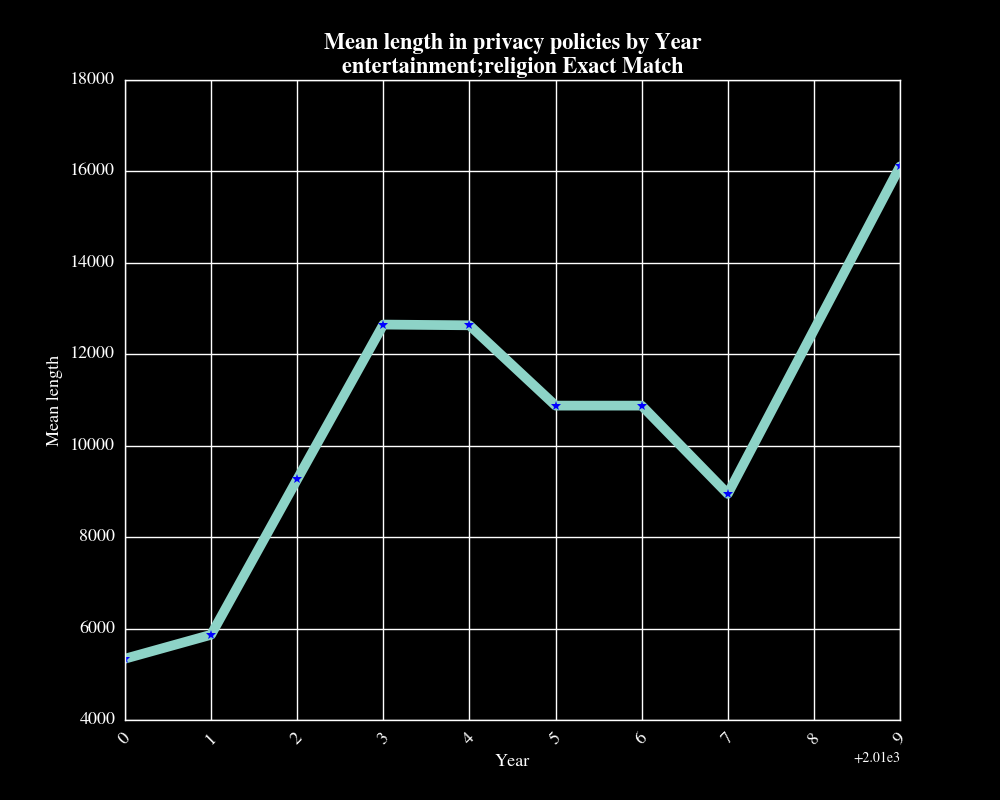 Mean length in privacy policies by Year
entertainment;religion Exact Match
18000
16000
14000
12000
10000
8000
6000
4000
Mean length
0 1 2 3 4 5 6 7 8 9
Year
+2.01e3